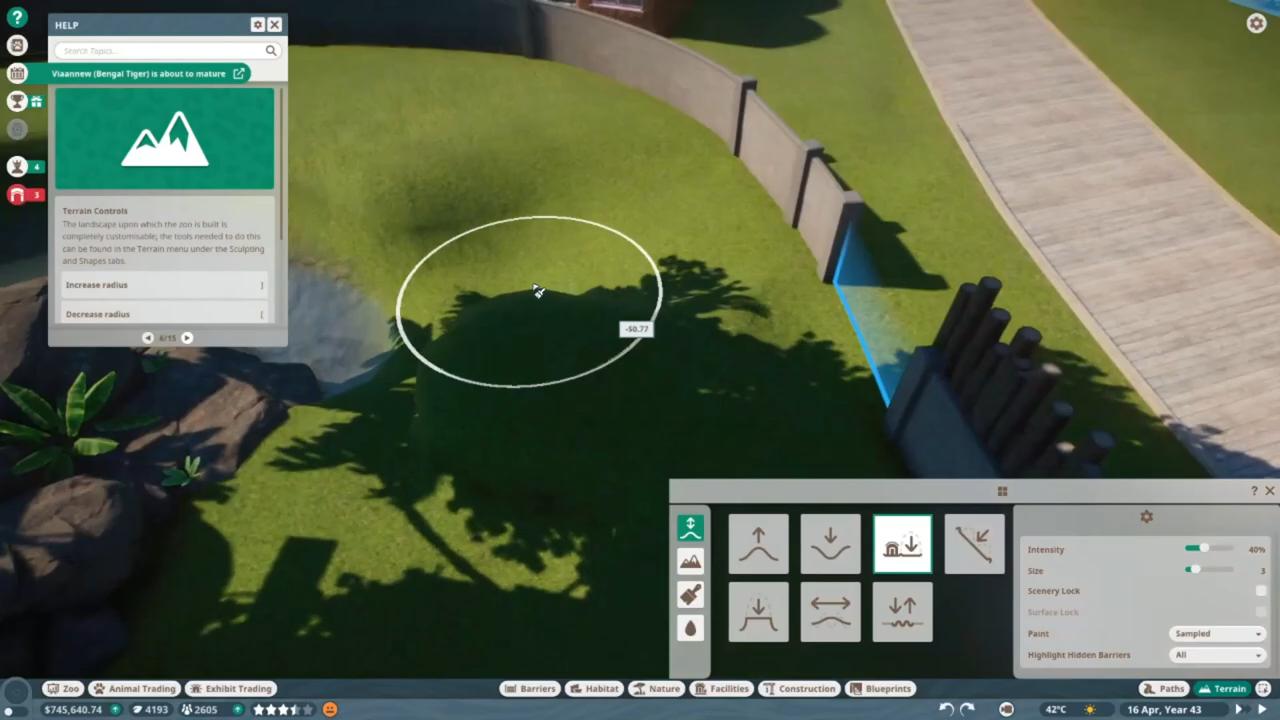 HELP
Search Topics...
Viaannew (Bengal Tiger) is about to mature
4
3
Terrain Controls
The landscape upon which the zoo is built is
completely customisable; the tools needed to do this
can be found in the Terrain menu under the Sculpting
and Shapes tabs.
Increase radius ]
Decrease radius [
6/15
-$0.77
?
Intensity 40%
Size 3
Scenery Lock
Surface Lock
Paint Sampled
Highlight Hidden Barriers All
Zoo Animal Trading Exhibit Trading Barriers Habitat Nature Facilities Construction Blueprints Paths Terrain
$745,640.74 4193 2605 42°C 16 Apr, Year 43